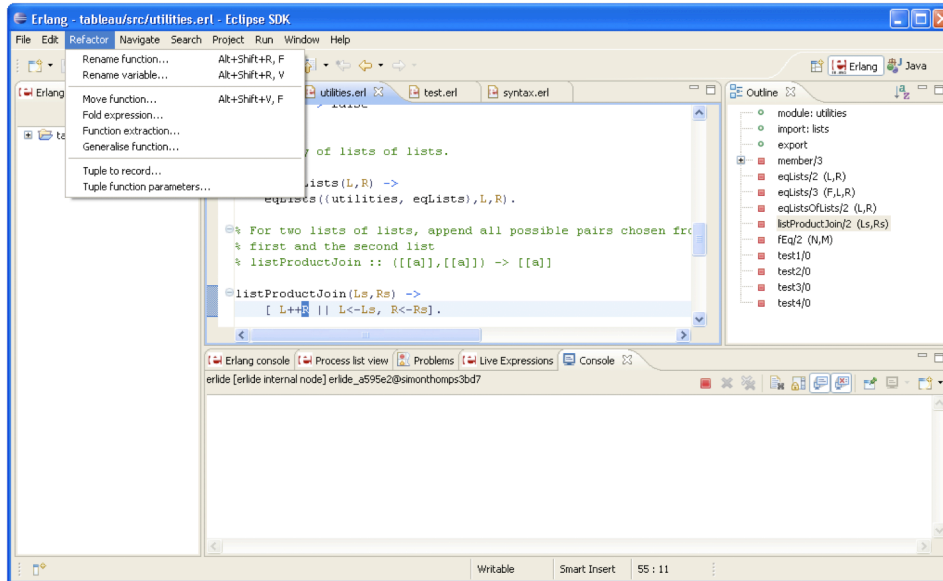 Erlang - tableau/src/utilities.erl - Eclipse SDK
File Edit Refactor Navigate Search Project Run Window Help
Rename function... Alt+Shift+R, F
Rename variable... Alt+Shift+R, V
Move function... Alt+Shift+V, F
Fold expression...
Function extraction...
Generalise function...
Tuple to record...
Tuple function parameters...
Erlang Java
Erlang
ta
utilities.erl test.erl syntax.erl
of lists of lists.
ists(L,R) ->
eqLists((utilities, eqLists),L,R).
% For two lists of lists, append all possible pairs chosen fro
% first and the second list
% listProductJoin :: ([[a]],[[a]]) -> [[a]]
listProductJoin(Ls,Rs) ->
[ L++R || L<-Ls, R<-Rs].
Outline
module: utilities
import: lists
export
member/3
eqLists/2 (L,R)
eqLists/3 (F,L,R)
eqListsOfLists/2 (L,R)
listProductJoin/2 (Ls,Rs)
fEq/2 (N,M)
test1/0
test2/0
test3/0
test4/0
Erlang console Process list view Problems Live Expressions Console
erlide [erlide internal node] erlide_a595e2@simonthomps3bd7
Writable Smart Insert 55 : 11